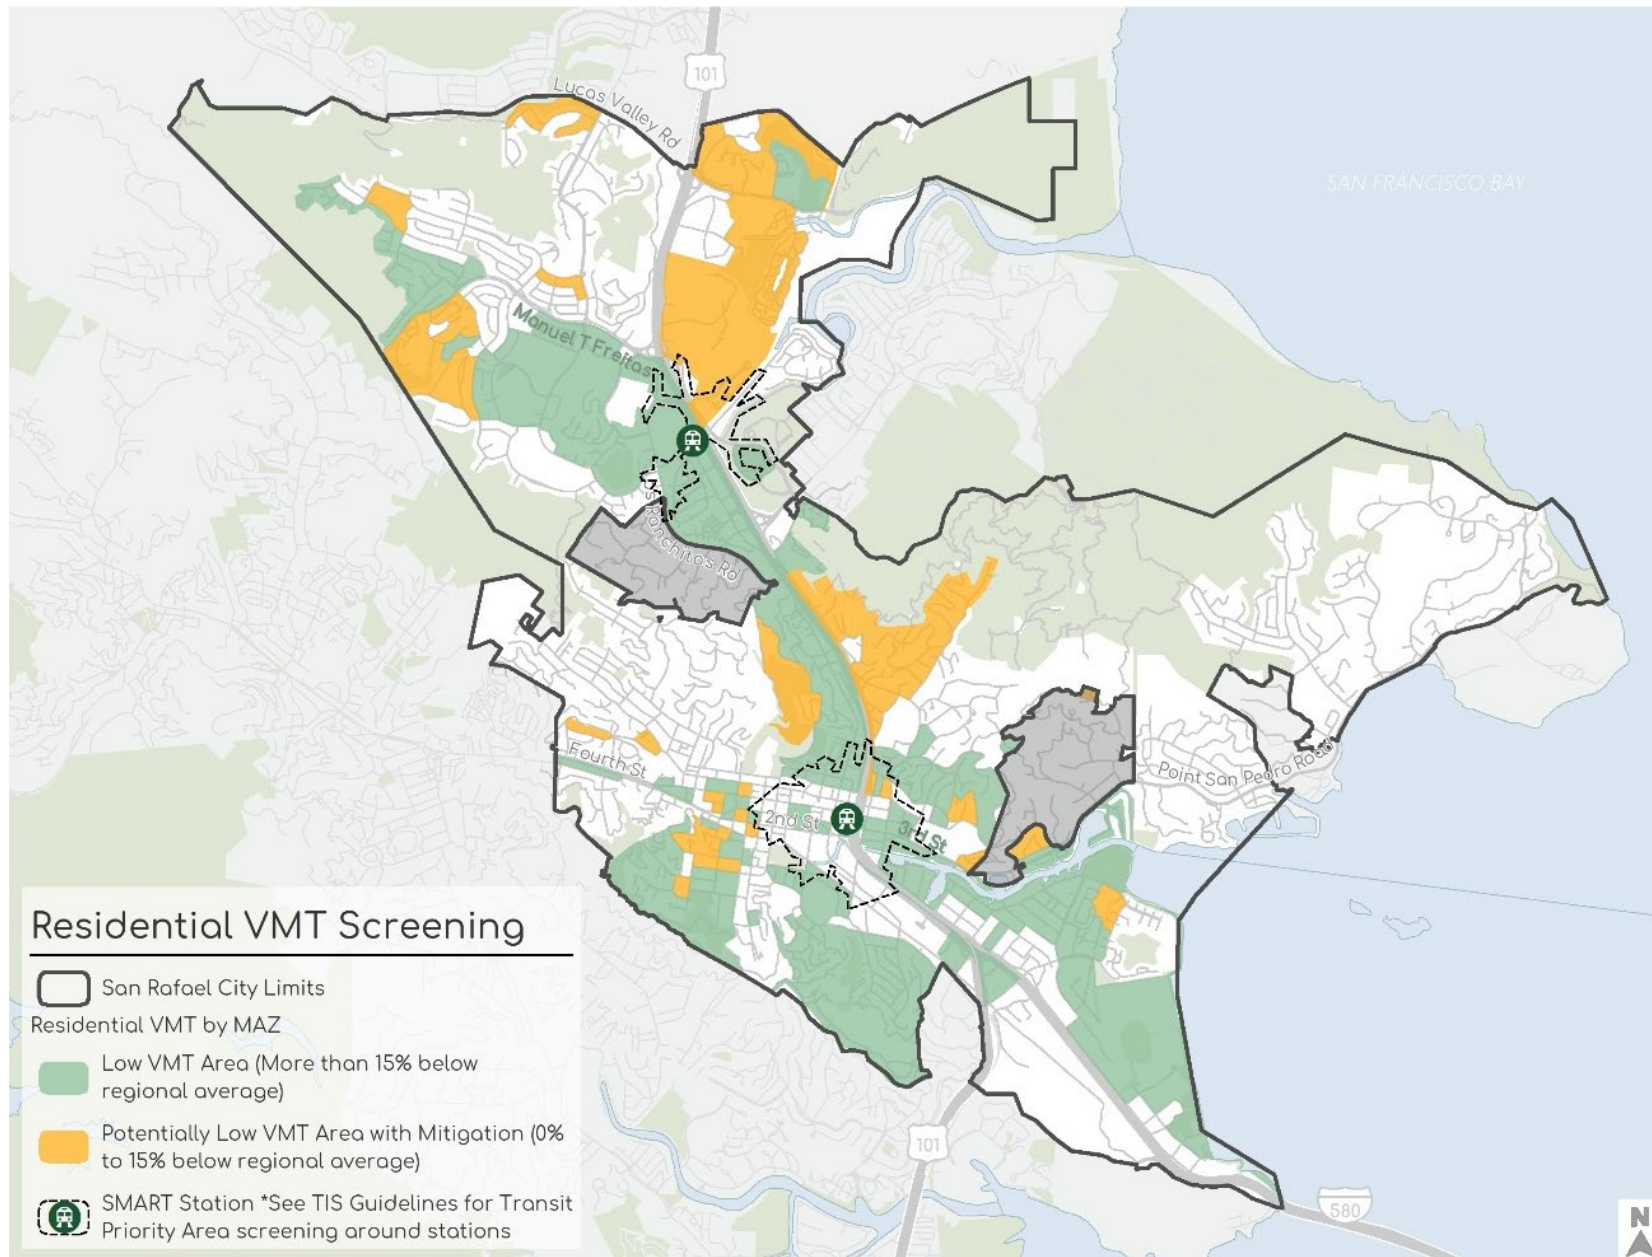 101
Lucas Valley Rd
SAN FRANCISCO BAY
Manuel T Freitas
Los Ranchitos Rd
Fourth St
2nd St
3rd St
Point San Pedro Road
Residential VMT Screening
San Rafael City Limits
Residential VMT by MAZ
Low VMT Area (More than 15% below
regional average)
Potentially Low VMT Area with Mitigation (0%
to 15% below regional average)
SMART Station *See TIS Guidelines for Transit
Priority Area screening around stations
101
580
N